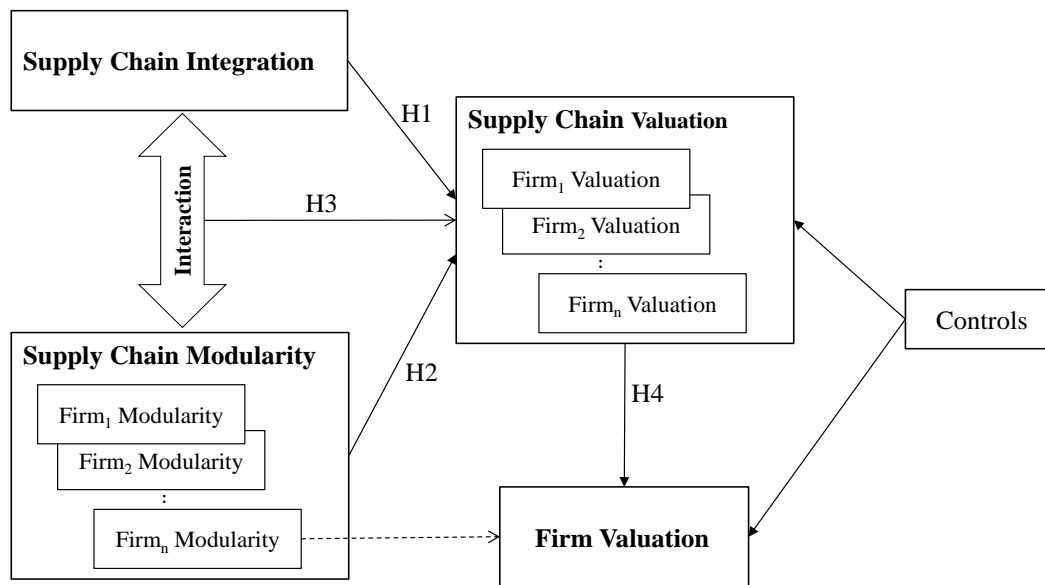 Supply Chain Integration
H1
Supply Chain Valuation
Firm₁ Valuation
Firm₂ Valuation
:
Firmₙ Valuation
Interaction
H3
Controls
Supply Chain Modularity
Firm₁ Modularity
Firm₂ Modularity
:
Firmₙ Modularity
H2
H4
Firm Valuation